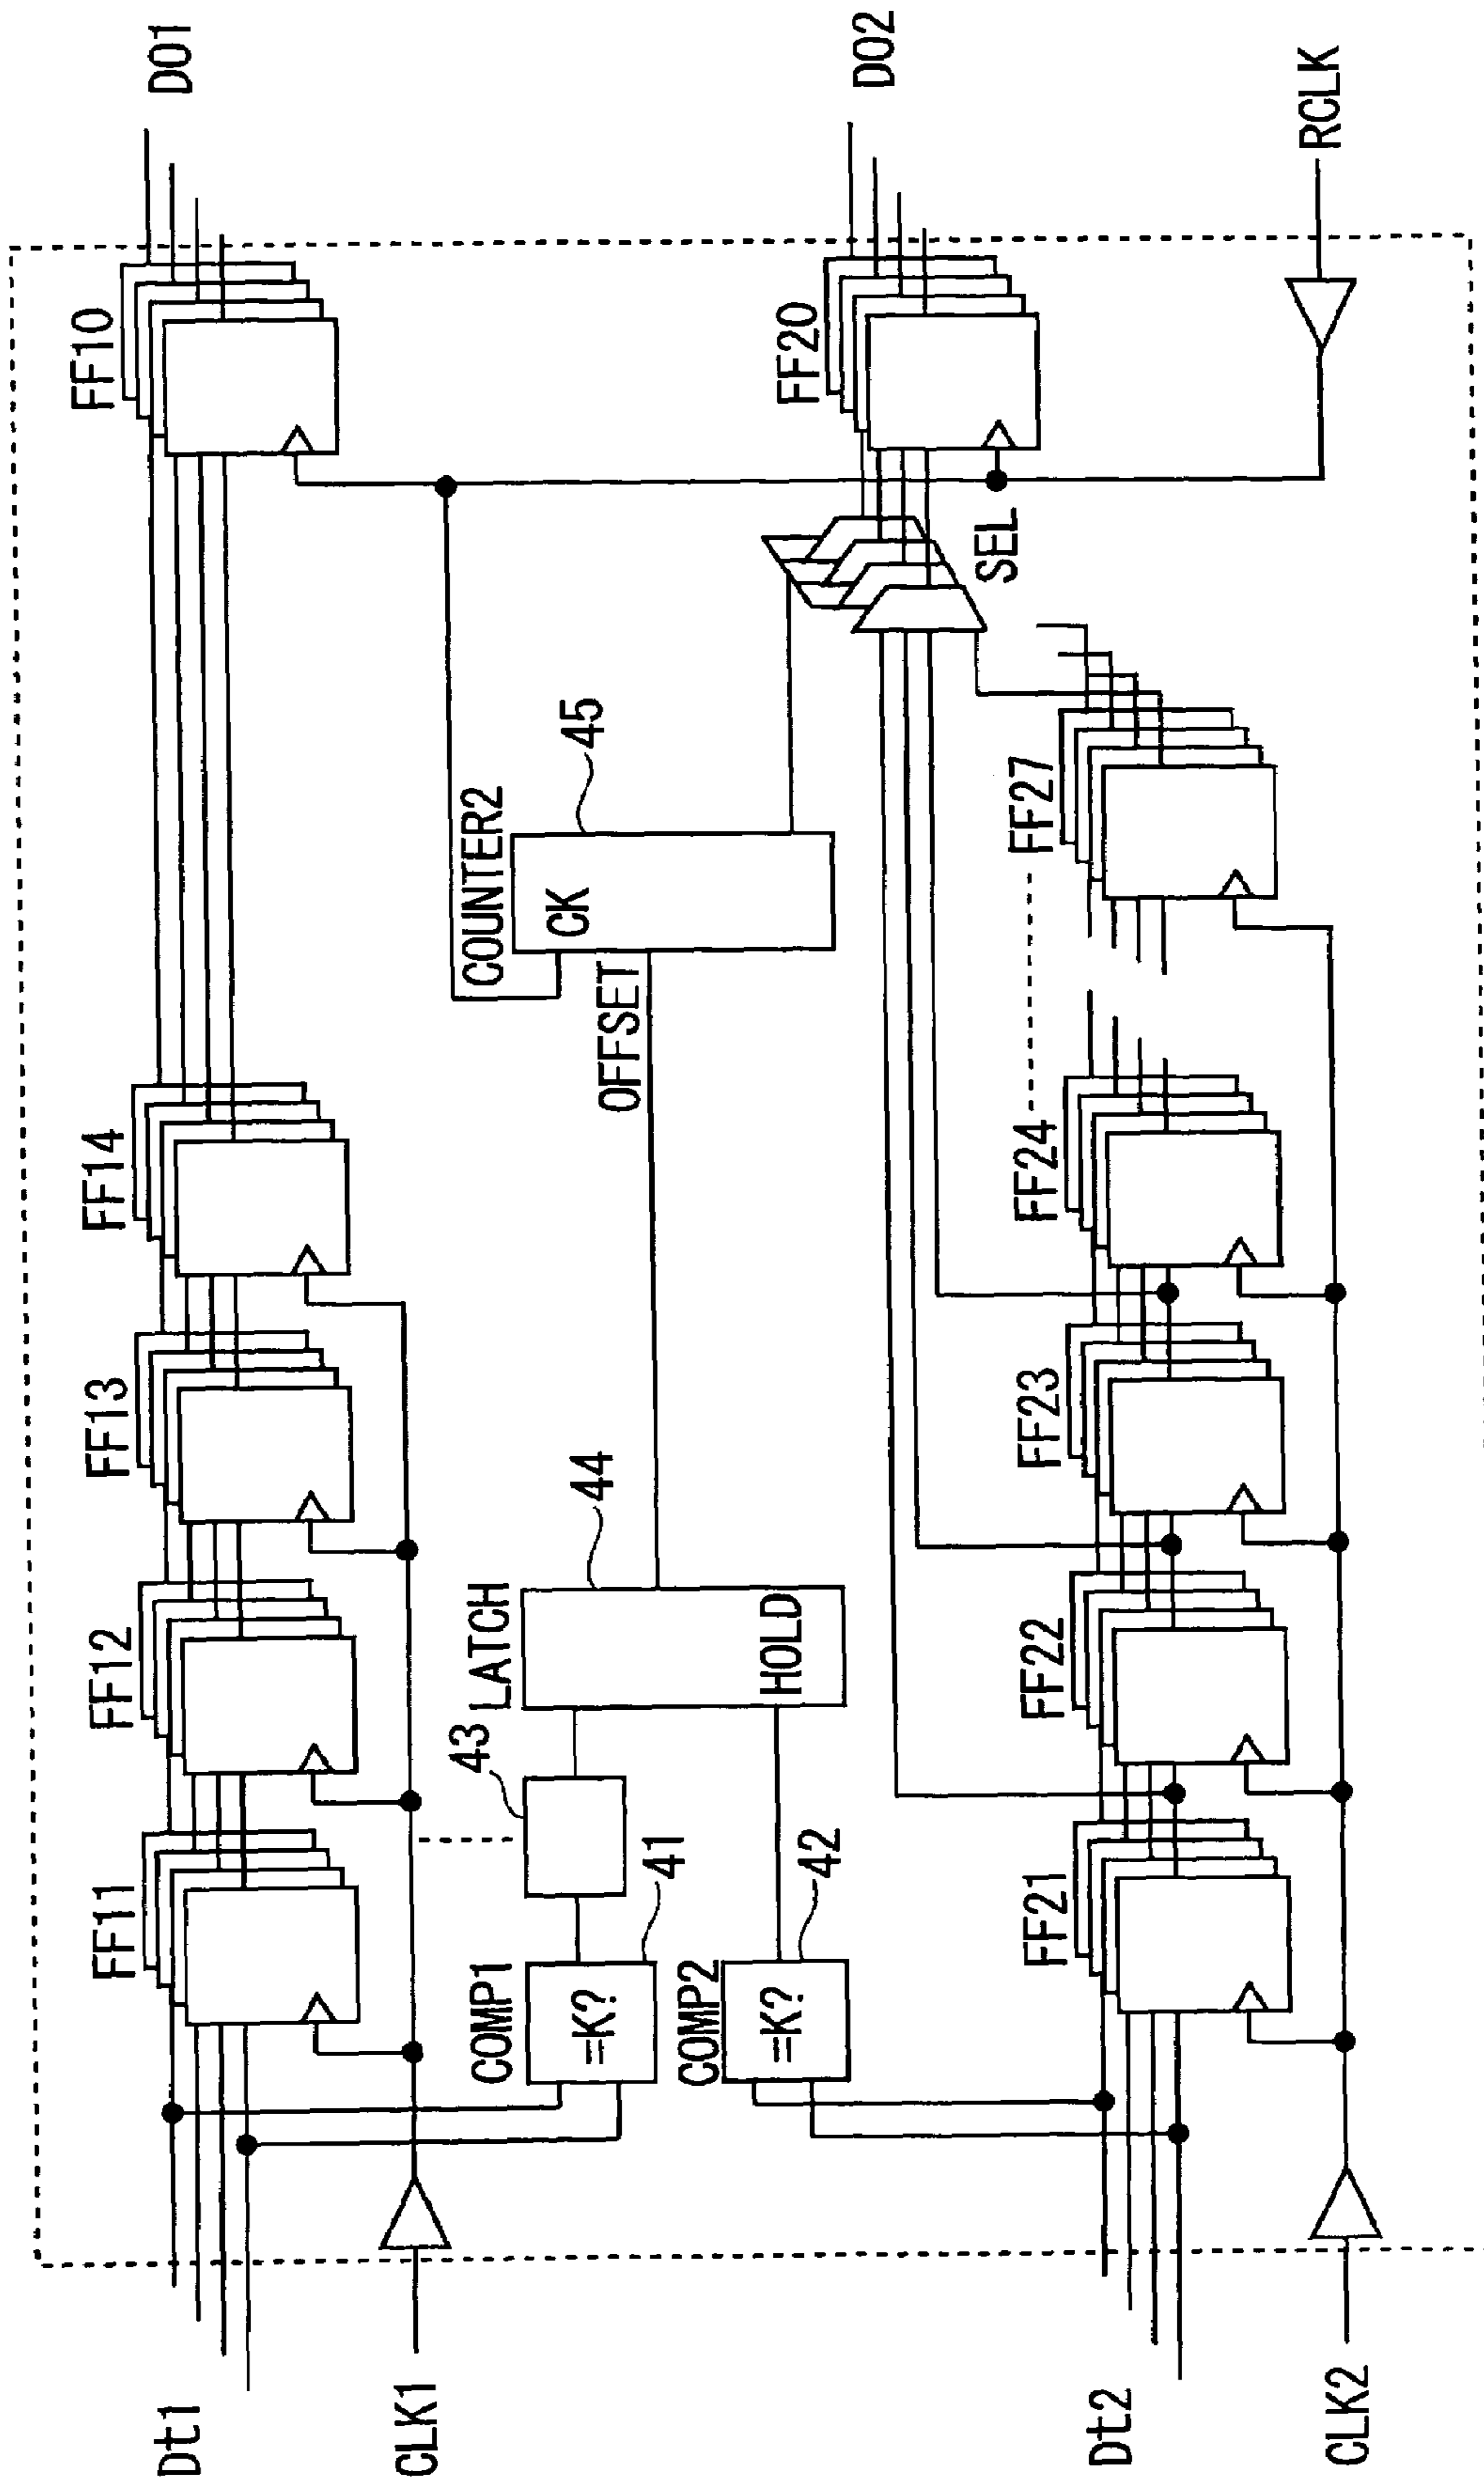 Dt1
CLK1
FF11
FF12
FF13
FF14
FF10
DO1
COMP1
=K?
41
43
LATCH
44
HOLD
COMP2
=K?
42
OFFSET
COUNTER2
CK
45
SEL
FF20
DO2
Dt2
CLK2
FF21
FF22
FF23
FF24
FF27
RCLK